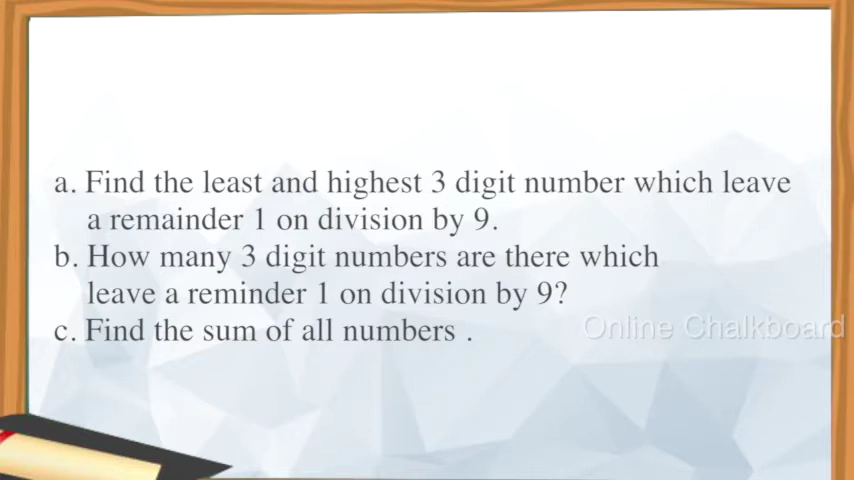 a. Find the least and highest 3 digit number which leave
a remainder 1 on division by 9.
b. How many 3 digit numbers are there which
leave a reminder 1 on division by 9?
c. Find the sum of all numbers .
Online Chalkboard